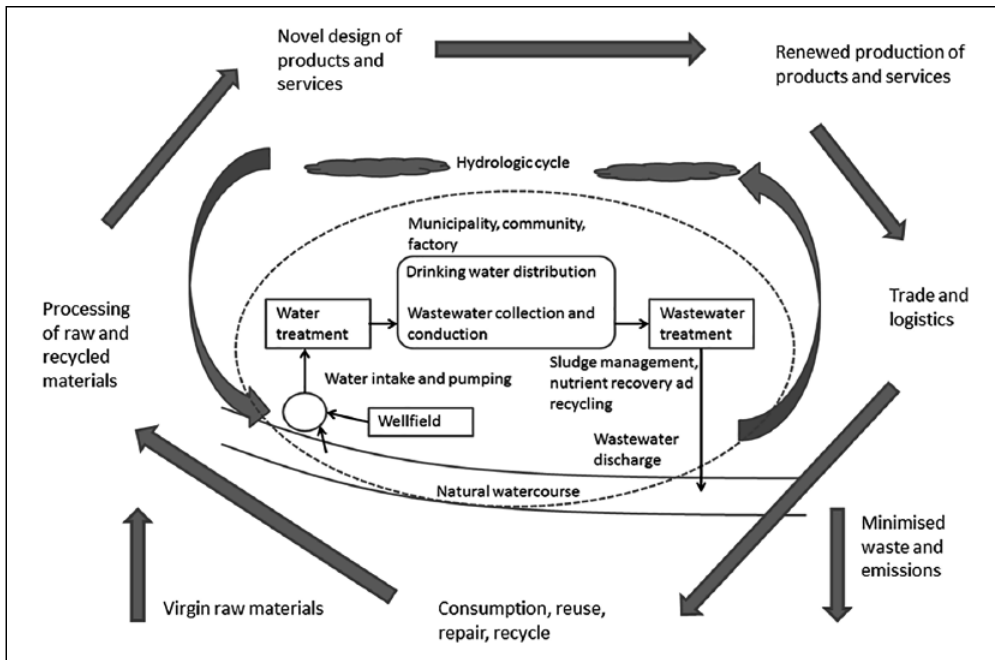 Novel design of
products and
services
Renewed production of
products and services
Hydrologic cycle
Municipality, community,
factory
Drinking water distribution
Wastewater collection and
conduction
Water
treatment
Wastewater
treatment
Processing
of raw and
recycled
materials
Trade and
logistics
Water intake and pumping
Sludge management,
nutrient recovery ad
recycling
Wellfield
Wastewater
discharge
Natural watercourse
Minimised
waste and
emissions
Virgin raw materials
Consumption, reuse,
repair, recycle